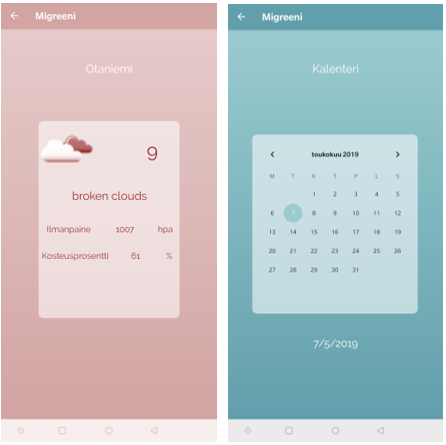 Migreeni
Otaniemi
9
broken clouds
Ilmanpaine 1007 hpa
Kosteusprosentti 61 %
Migreeni
Kalenteri
toukokuu 2019
M T K T P L S
1 2 3 4 5
6 7 8 9 10 11 12
13 14 15 16 17 18 19
20 21 22 23 24 25 26
27 28 29 30 31
7/5/2019